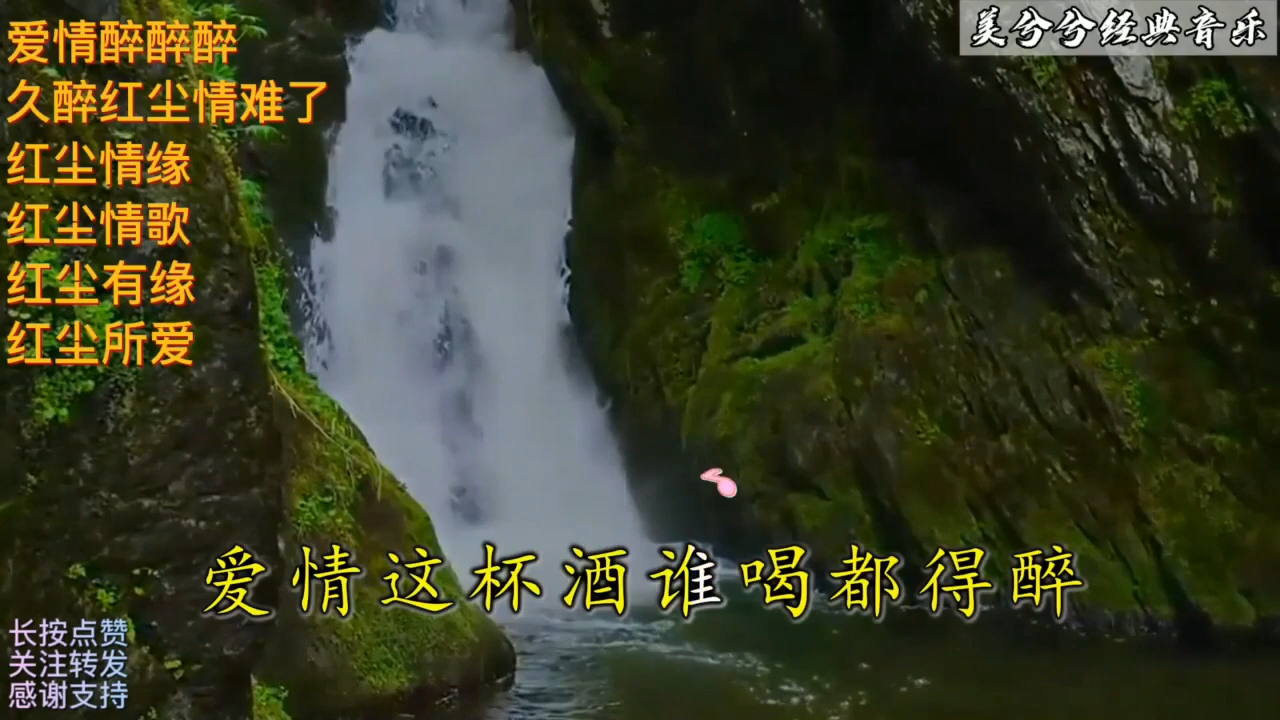 美兮兮经典音乐
爱情醉醉醉
久醉红尘情难了
红尘情缘
红尘情歌
红尘有缘
红尘所爱
爱情这杯酒谁喝都得醉
长按点赞
关注转发
感谢支持